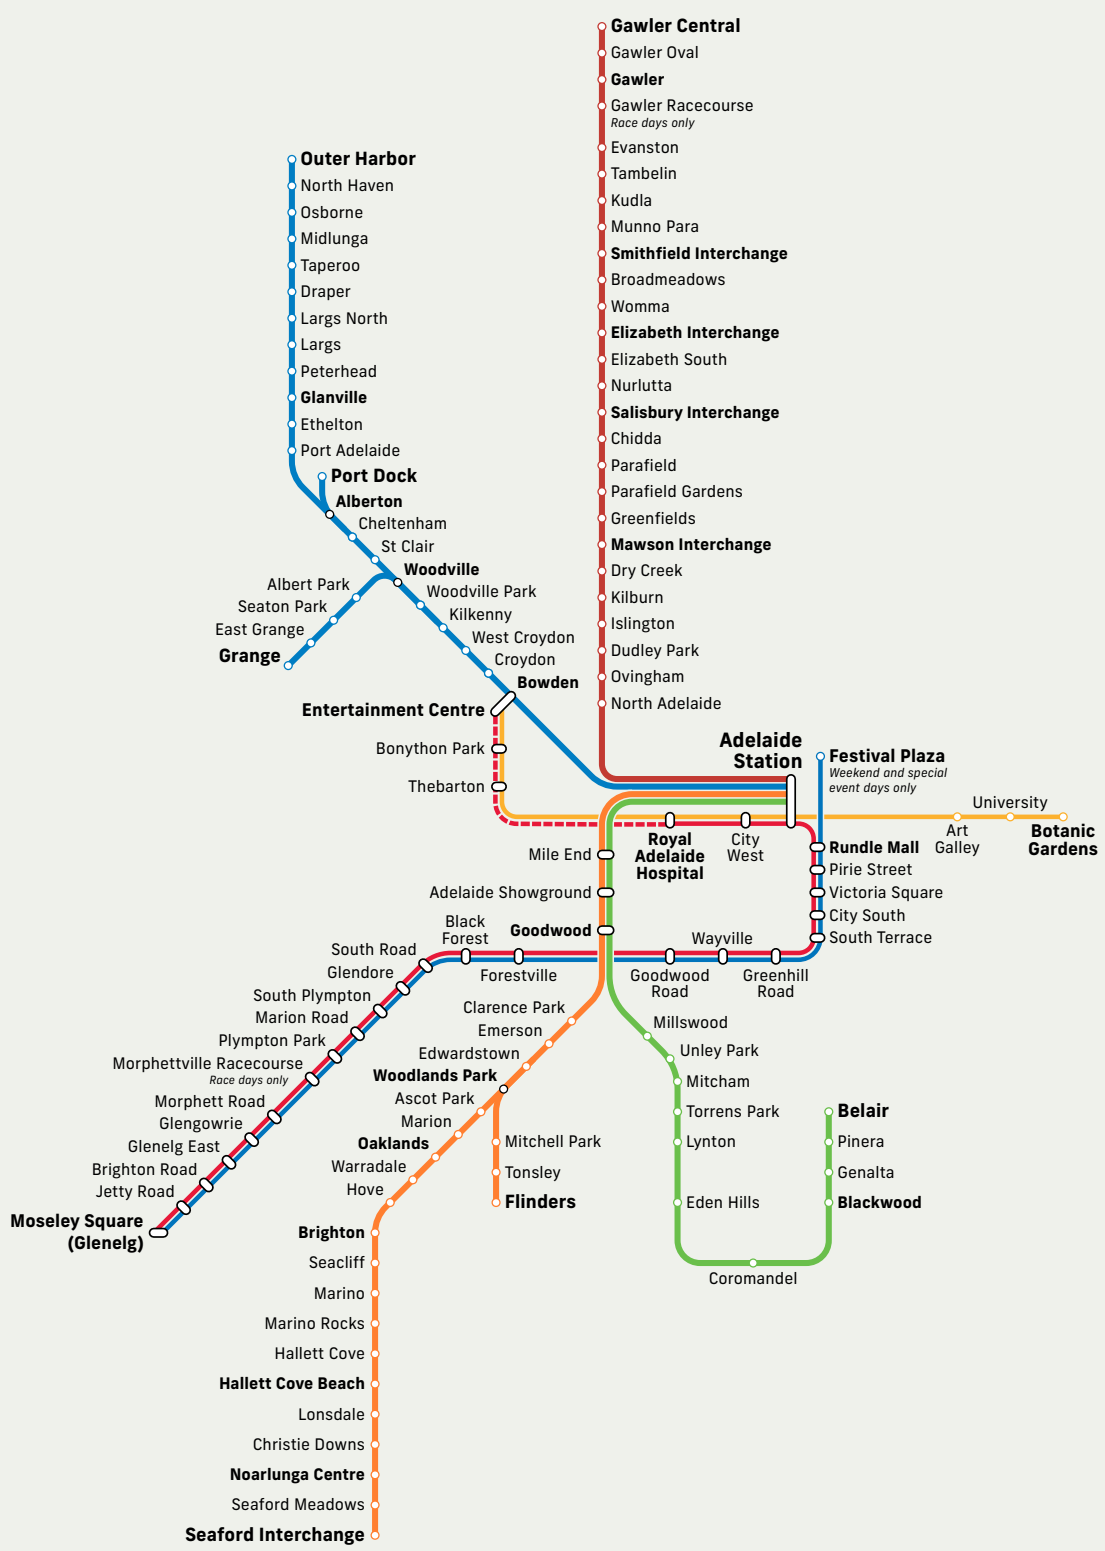 Gawler Central
Gawler Oval
Gawler
Gawler Racecourse
Race days only
Evanston
Tambelin
Kudla
Munno Para
Smithfield Interchange
Broadmeadows
Womma
Elizabeth Interchange
Elizabeth South
Nurlutta
Salisbury Interchange
Chidda
Parafield
Parafield Gardens
Greenfields
Mawson Interchange
Dry Creek
Kilburn
Islington
Dudley Park
Ovingham
North Adelaide
Outer Harbor
North Haven
Osborne
Midlunga
Taperoo
Draper
Largs North
Largs
Peterhead
Glanville
Ethelton
Port Adelaide
Port Dock
Alberton
Cheltenham
St Clair
Woodville
Albert Park
Seaton Park
East Grange
Grange
Woodville Park
Kilkenny
West Croydon
Croydon
Bowden
Entertainment Centre
Bonython Park
Thebarton
Adelaide
Station
Festival Plaza
Weekend and special
event days only
University
Art
Galley
Botanic
Gardens
Royal
Adelaide
Hospital
City
West
Rundle Mall
Pirie Street
Victoria Square
City South
South Terrace
Mile End
Adelaide Showground
Goodwood
Wayville
Goodwood
Road
Greenhill
Road
Black
Forest
Forestville
South Road
Glendore
South Plympton
Marion Road
Plympton Park
Morphettville Racecourse
Race days only
Morphett Road
Glengowrie
Glenelg East
Brighton Road
Jetty Road
Moseley Square
(Glenelg)
Clarence Park
Emerson
Edwardstown
Woodlands Park
Ascot Park
Marion
Oaklands
Warradale
Hove
Brighton
Seacliff
Marino
Marino Rocks
Hallett Cove
Hallett Cove Beach
Lonsdale
Christie Downs
Noarlunga Centre
Seaford Meadows
Seaford Interchange
Mitchell Park
Tonsley
Flinders
Millswood
Unley Park
Mitcham
Torrens Park
Lynton
Eden Hills
Coromandel
Belair
Pinera
Genalta
Blackwood